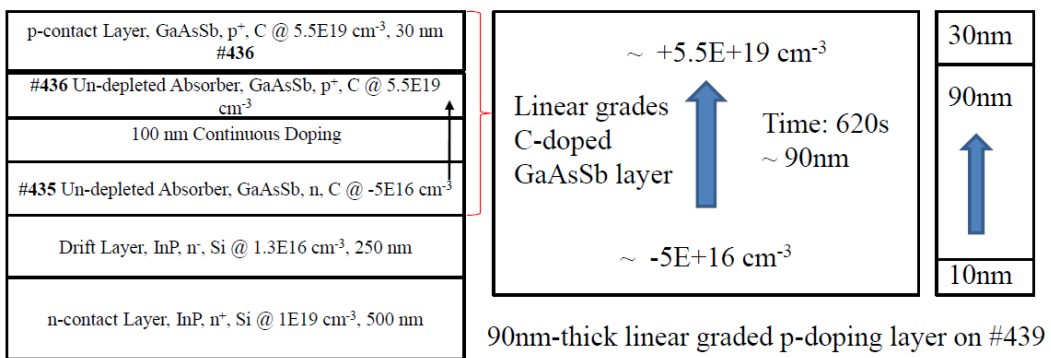 p-contact Layer, GaAsSb, p⁺, C @ 5.5E19 cm⁻³, 30 nm
#436
#436 Un-depleted Absorber, GaAsSb, p⁺, C @ 5.5E19
cm⁻³
100 nm Continuous Doping
#435 Un-depleted Absorber, GaAsSb, n, C @ -5E16 cm⁻³
Drift Layer, InP, n⁻, Si @ 1.3E16 cm⁻³, 250 nm
n-contact Layer, InP, n⁺, Si @ 1E19 cm⁻³, 500 nm
~ +5.5E+19 cm⁻³
Linear grades
C-doped
GaAsSb layer
Time: 620s
~ 90nm
~ -5E+16 cm⁻³
30nm
90nm
10nm
90nm-thick linear graded p-doping layer on #439